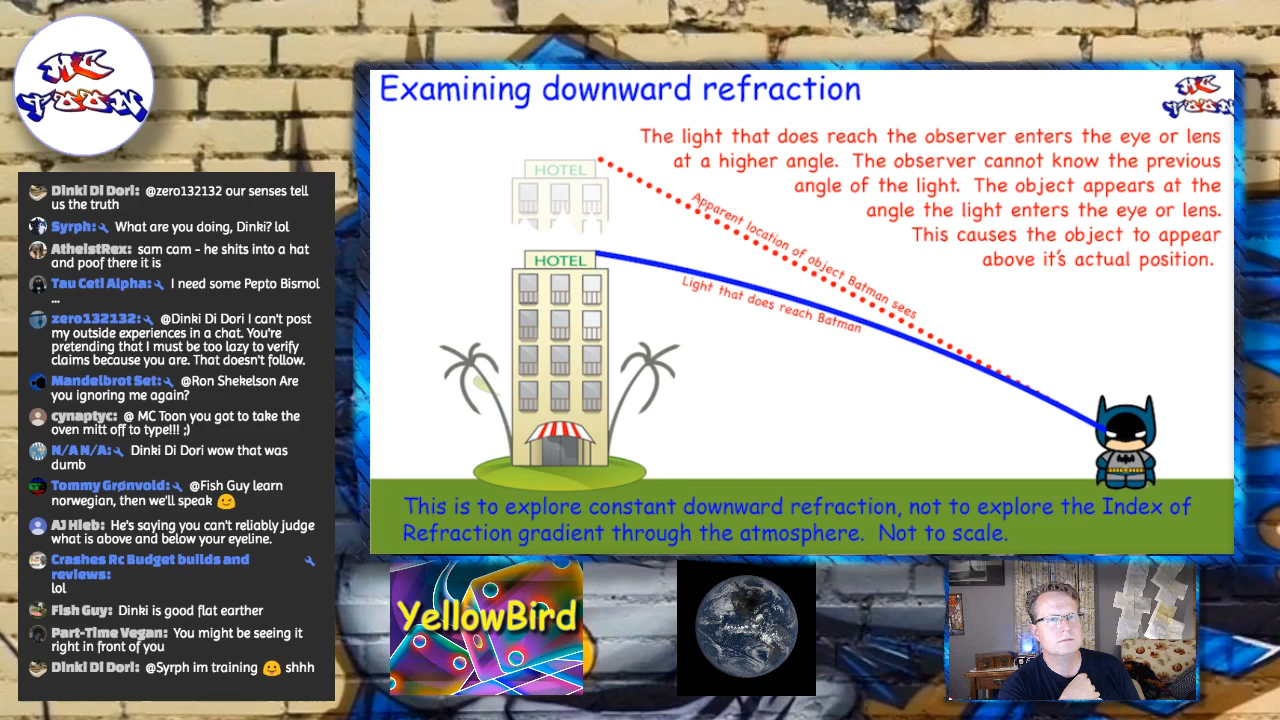 MC
TOON
Dinki Di Dori: @zero132132 our senses tell
us the truth
Syrph: What are you doing, Dinki? lol
AtheistRex: sam cam - he shits into a hat
and poof there it is
Tau Ceti Alpha: I need some Pepto Bismol
...
zero132132: @Dinki Di Dori I can't post
my outside experiences in a chat. You're
pretending that I must be too lazy to verify
claims because you are. That doesn't follow.
Mandelbrot Set: @Ron Shekelson Are
you ignoring me again?
cynaptyc: @ MC Toon you got to take the
oven mitt off to type!!! ;)
N/A N/A: Dinki Di Dori wow that was
dumb
Tommy Grønvold: @Fish Guy learn
norwegian, then we'll speak 😉
AJ Hieb: He's saying you can't reliably judge
what is above and below your eyeline.
Crashes Rc Budget builds and
reviews:
lol
Fish Guy: Dinki is good flat earther
Part-Time Vegan: You might be seeing it
right in front of you
Dinki Di Dori: @Syrph im training 🤗 shhh
Examining downward refraction
MC
TOON
The light that does reach the observer enters the eye or lens
at a higher angle. The observer cannot know the previous
angle of the light. The object appears at the
angle the light enters the eye or lens.
This causes the object to appear
above it's actual position.
HOTEL
Apparent location of object Batman sees
HOTEL
Light that does reach Batman
This is to explore constant downward refraction, not to explore the Index of
Refraction gradient through the atmosphere. Not to scale.
YellowBird